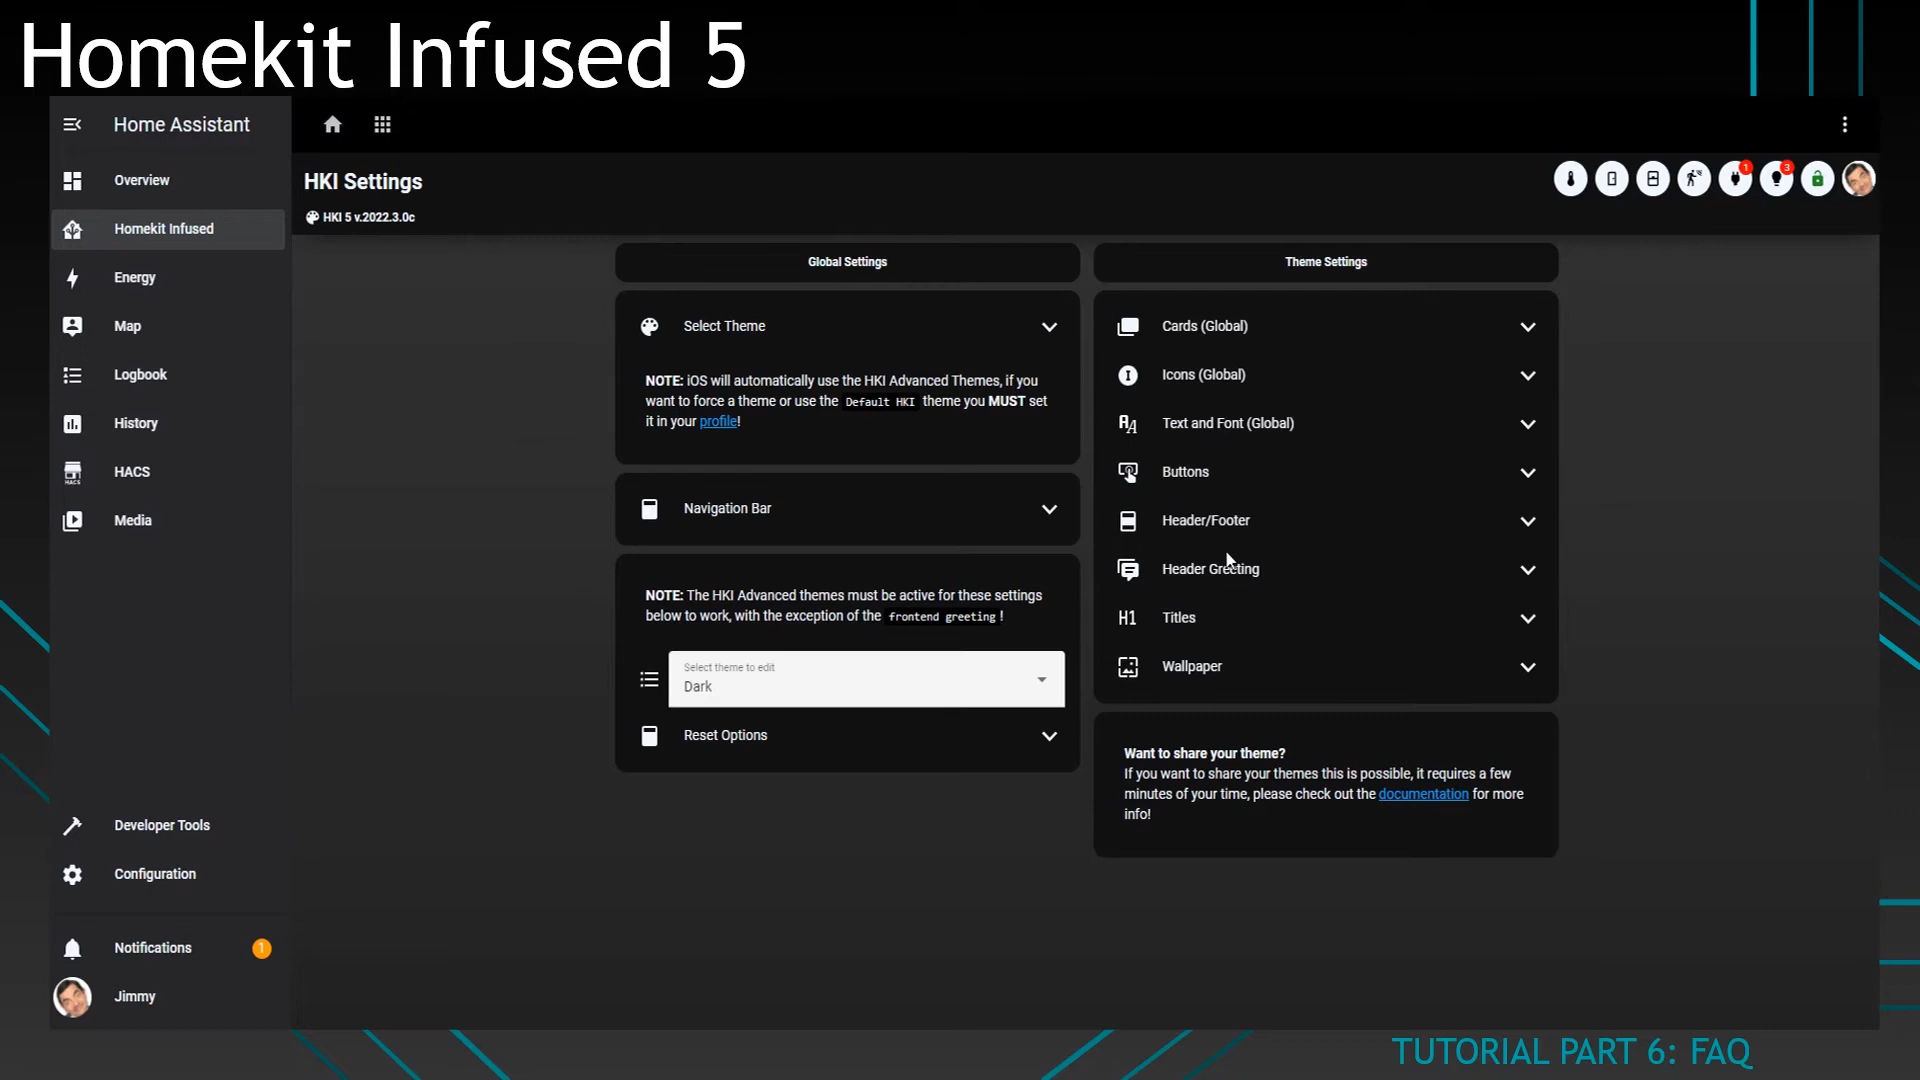 Homekit Infused 5
Home Assistant
Overview
Homekit Infused
Energy
Map
Logbook
History
HACS
HACS
Media
Developer Tools
Configuration
Notifications
1
Jimmy
HKI Settings
HKI 5 v.2022.3.0c
1
3
Global Settings
Select Theme
NOTE: iOS will automatically use the HKI Advanced Themes, if you
want to force a theme or use the Default HKI theme you MUST set
it in your profile!
Navigation Bar
NOTE: The HKI Advanced themes must be active for these settings
below to work, with the exception of the frontend greeting !
Select theme to edit
Dark
Reset Options
Theme Settings
Cards (Global)
Icons (Global)
Text and Font (Global)
Buttons
Header/Footer
Header Greeting
H1 Titles
Wallpaper
Want to share your theme?
If you want to share your themes this is possible, it requires a few
minutes of your time, please check out the documentation for more
info!
TUTORIAL PART 6: FAQ